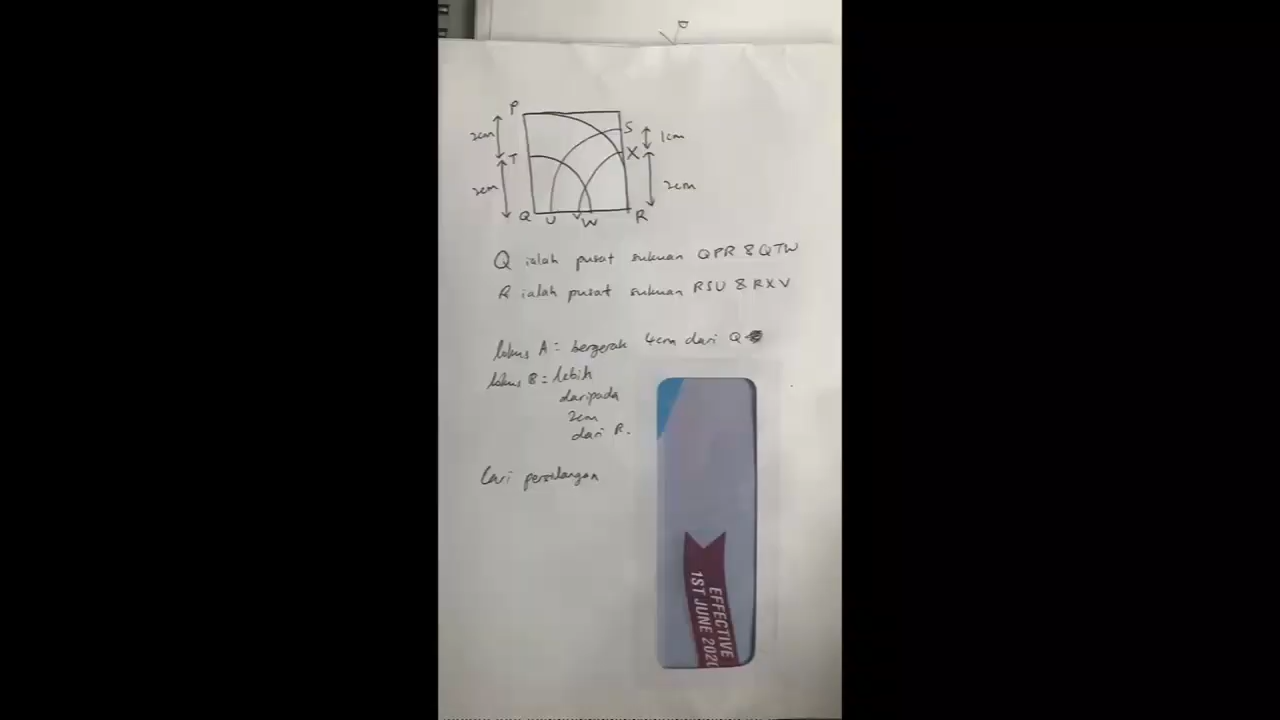 P
P
S
2cm
1cm
T
X
2cm
2cm
Q U V W R
Q ialah pusat sukuan QPR & QTW
R ialah pusat sukuan RSU & RXV
lokus A = bergerak 4cm dari Q
lokus B = lebih
daripada
2cm
dari R.
Cari persilangan
EFFECTIVE
1ST JUNE 202